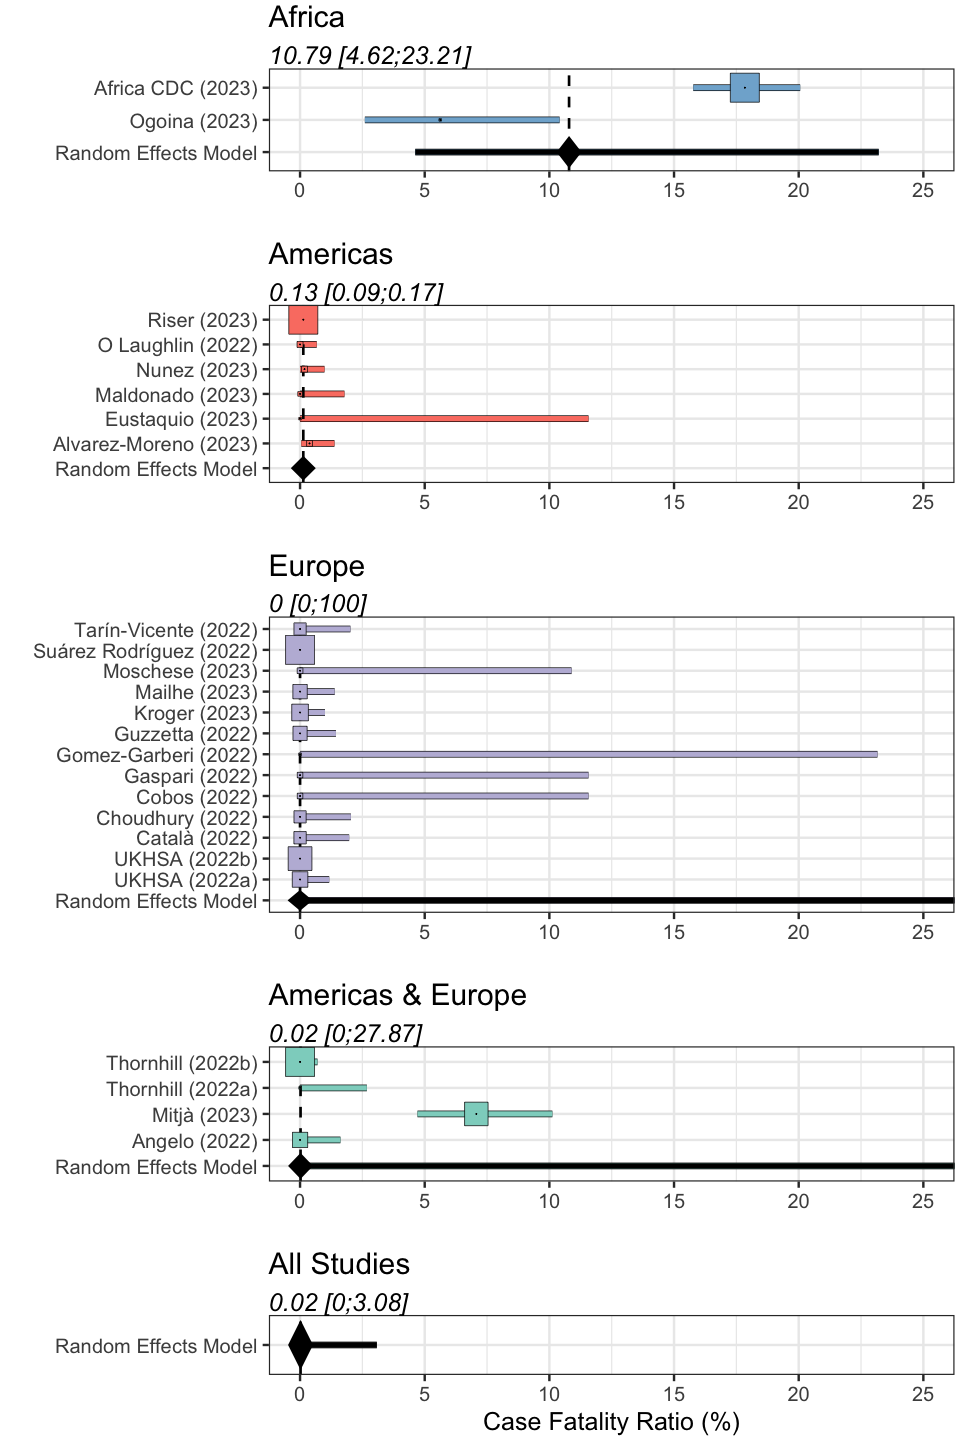 Africa
10.79 [4.62;23.21]
Africa CDC (2023)
Ogoina (2023)
Random Effects Model
0 5 10 15 20 25
Americas
0.13 [0.09;0.17]
Riser (2023)
O Laughlin (2022)
Nunez (2023)
Maldonado (2023)
Eustaquio (2023)
Alvarez-Moreno (2023)
Random Effects Model
0 5 10 15 20 25
Europe
0 [0;100]
Tarín-Vicente (2022)
Suárez Rodríguez (2022)
Moschese (2023)
Mailhe (2023)
Kroger (2023)
Guzzetta (2022)
Gomez-Garberi (2022)
Gaspari (2022)
Cobos (2022)
Choudhury (2022)
Català (2022)
UKHSA (2022b)
UKHSA (2022a)
Random Effects Model
0 5 10 15 20 25
Americas & Europe
0.02 [0;27.87]
Thornhill (2022b)
Thornhill (2022a)
Mitjà (2023)
Angelo (2022)
Random Effects Model
0 5 10 15 20 25
All Studies
0.02 [0;3.08]
Random Effects Model
0 5 10 15 20 25
Case Fatality Ratio (%)